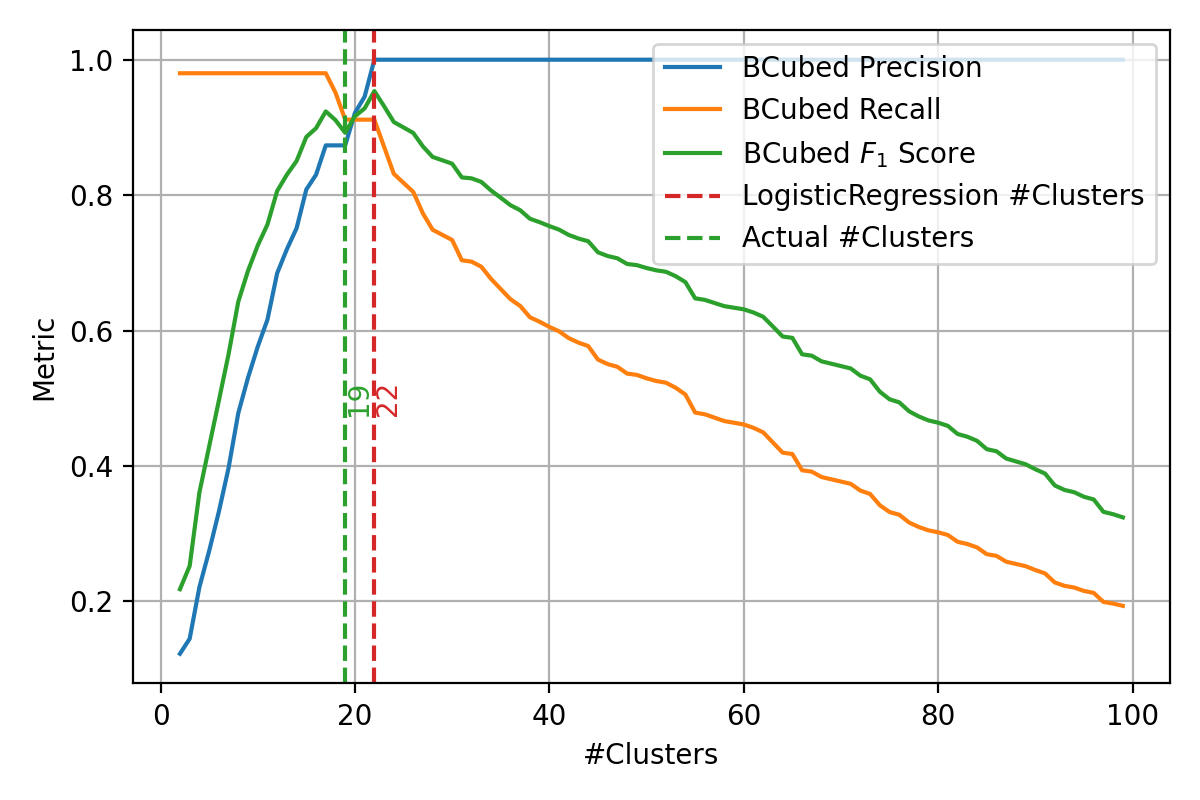 1.0
0.8
0.6
0.4
0.2
Metric
0
20
40
60
80
100
#Clusters
19
22
BCubed Precision
BCubed Recall
BCubed F₁ Score
LogisticRegression #Clusters
Actual #Clusters